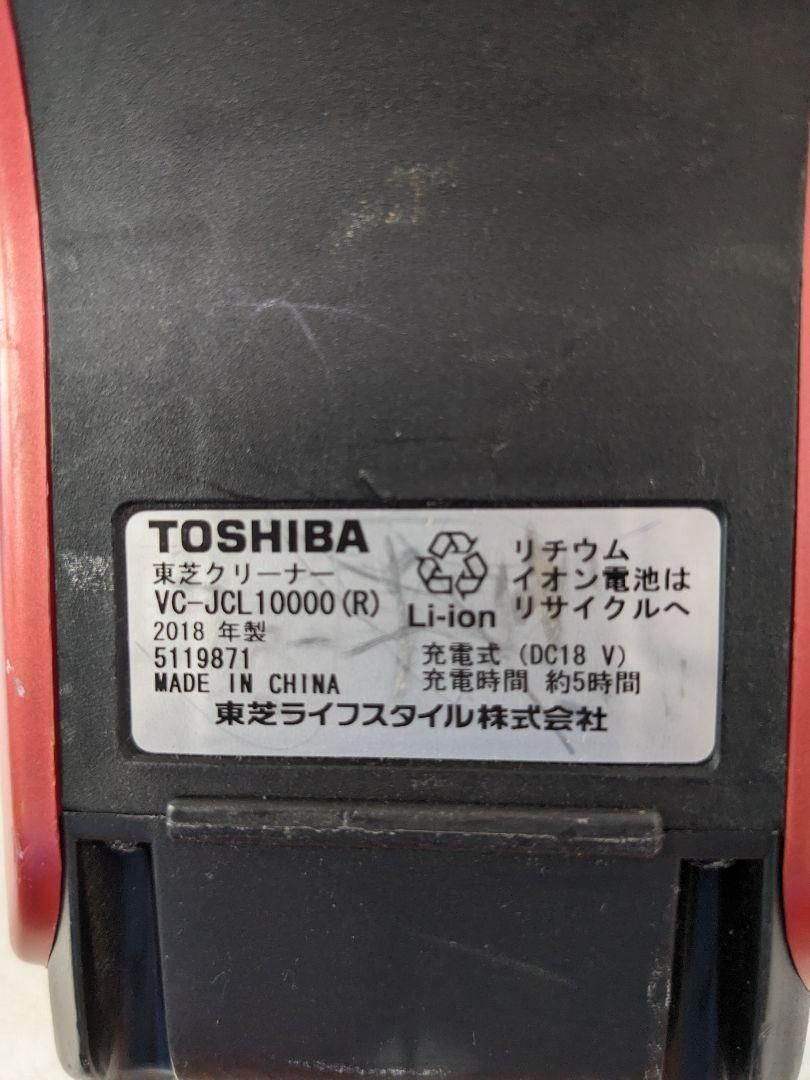 TOSHIBA
東芝クリーナー
VC-JCL10000(R)
2018 年製
5119871
MADE IN CHINA
Li-ion
リチウム
イオン電池は
リサイクルへ
充電式 (DC18 V)
充電時間 約5時間
東芝ライフスタイル株式会社